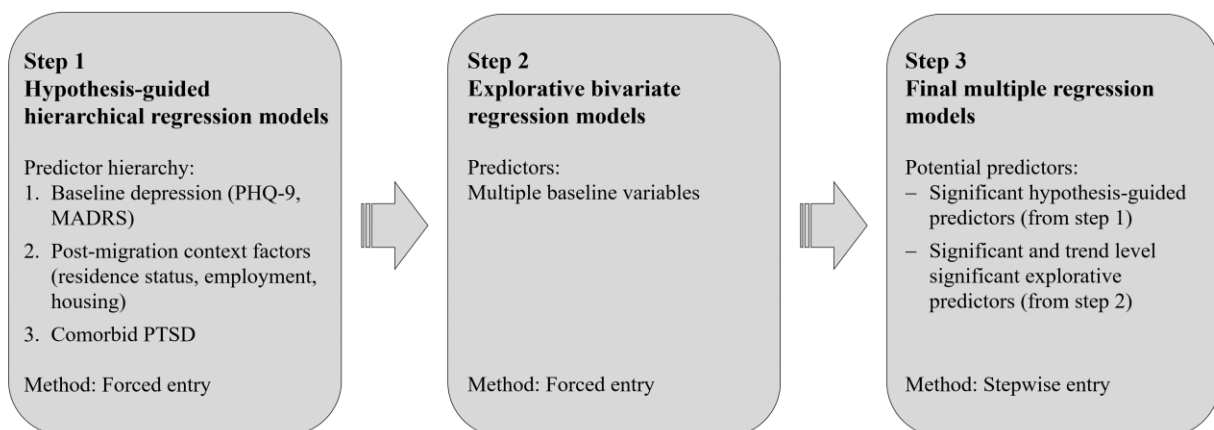 Step 1
Hypothesis-guided
hierarchical regression models
Predictor hierarchy:
1. Baseline depression (PHQ-9,
MADRS)
2. Post-migration context factors
(residence status, employment,
housing)
3. Comorbid PTSD
Method: Forced entry
Step 2
Explorative bivariate
regression models
Predictors:
Multiple baseline variables
Method: Forced entry
Step 3
Final multiple regression
models
Potential predictors:
– Significant hypothesis-guided
predictors (from step 1)
– Significant and trend level
significant explorative
predictors (from step 2)
Method: Stepwise entry